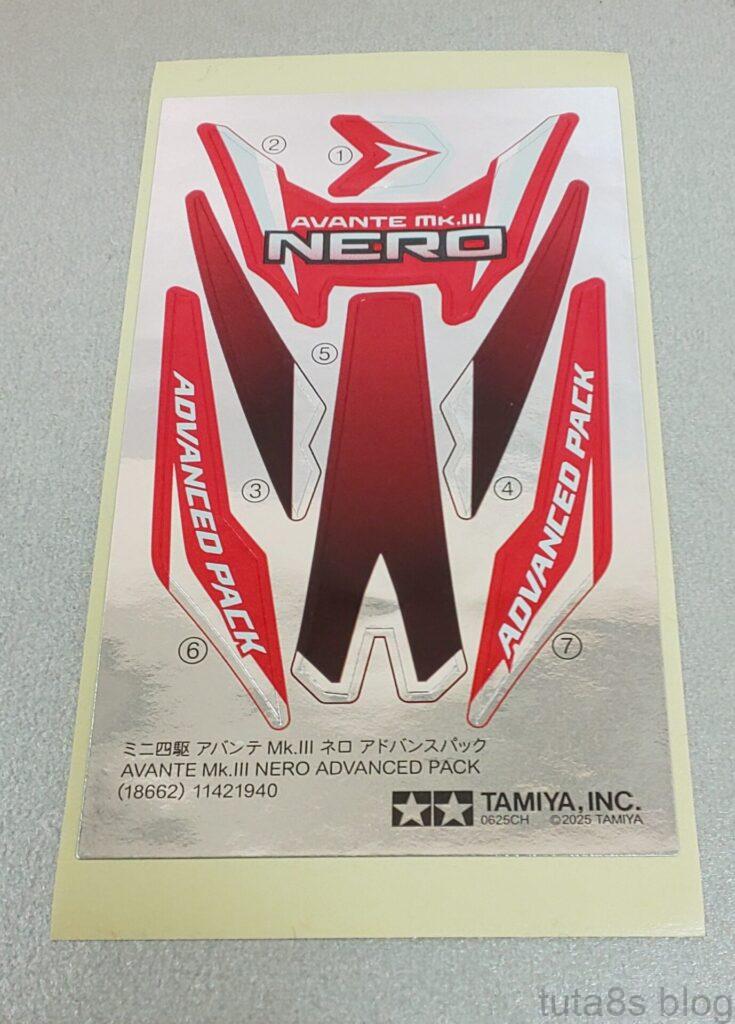 ①
②
AVANTE Mk.III
NERO
③
④
⑤
ADVANCED PACK
⑥
ADVANCED PACK
⑦
ミニ四駆 アバンテ Mk.III ネロ アドバンスパック
AVANTE Mk.III NERO ADVANCED PACK
(18662) 11421940
TAMIYA, INC.
0625CH ©2025 TAMIYA
tuta8s blog